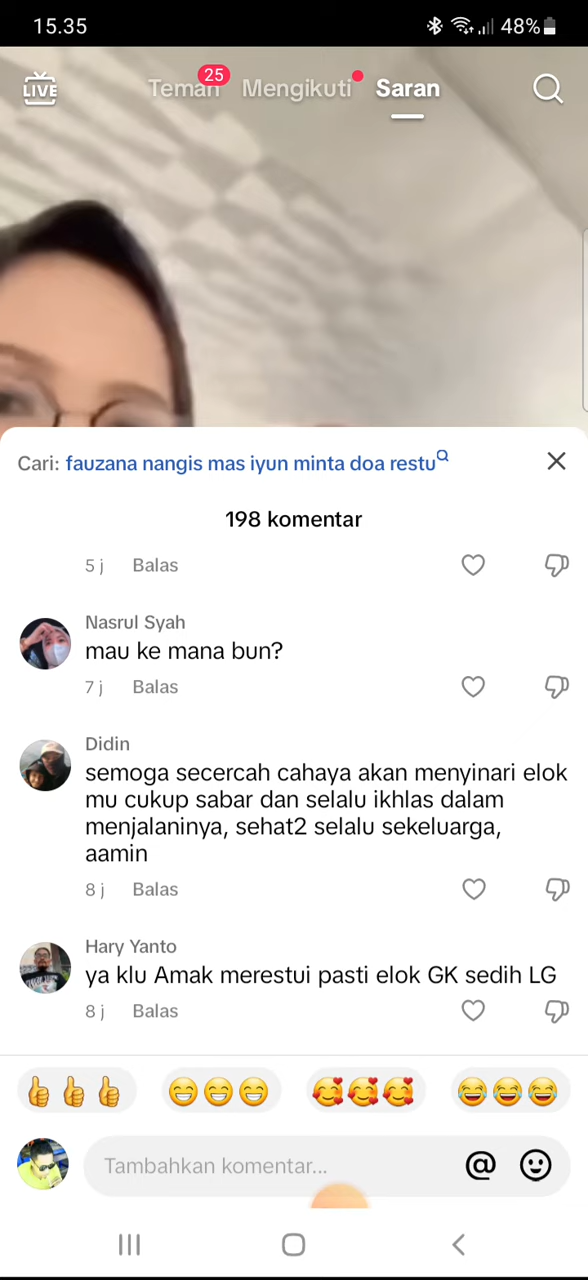 15.35
48%
LIVE
Teman 25 Mengikuti Saran
Cari: fauzana nangis mas iyun minta doa restu
198 komentar
5 j Balas
Nasrul Syah
mau ke mana bun?
7 j Balas
Didin
semoga secercah cahaya akan menyinari elok
mu cukup sabar dan selalu ikhlas dalam
menjalaninya, sehat2 selalu sekeluarga,
aamin
8 j Balas
Hary Yanto
ya klu Amak merestui pasti elok GK sedih LG
8 j Balas
Tambahkan komentar... @